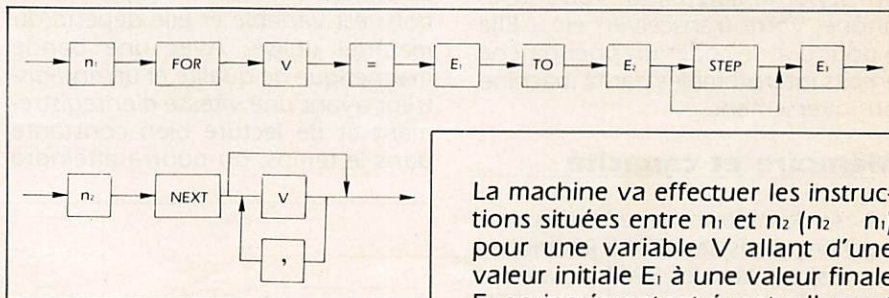 n₁ FOR V = E₁ TO E₂ STEP
n₂ NEXT V
,
La machine va effectuer les instruc-
tions situées entre n₁ et n₂ (n₂ n₁)
pour une variable V allant d'une
valeur initiale E₁ à une valeur finale